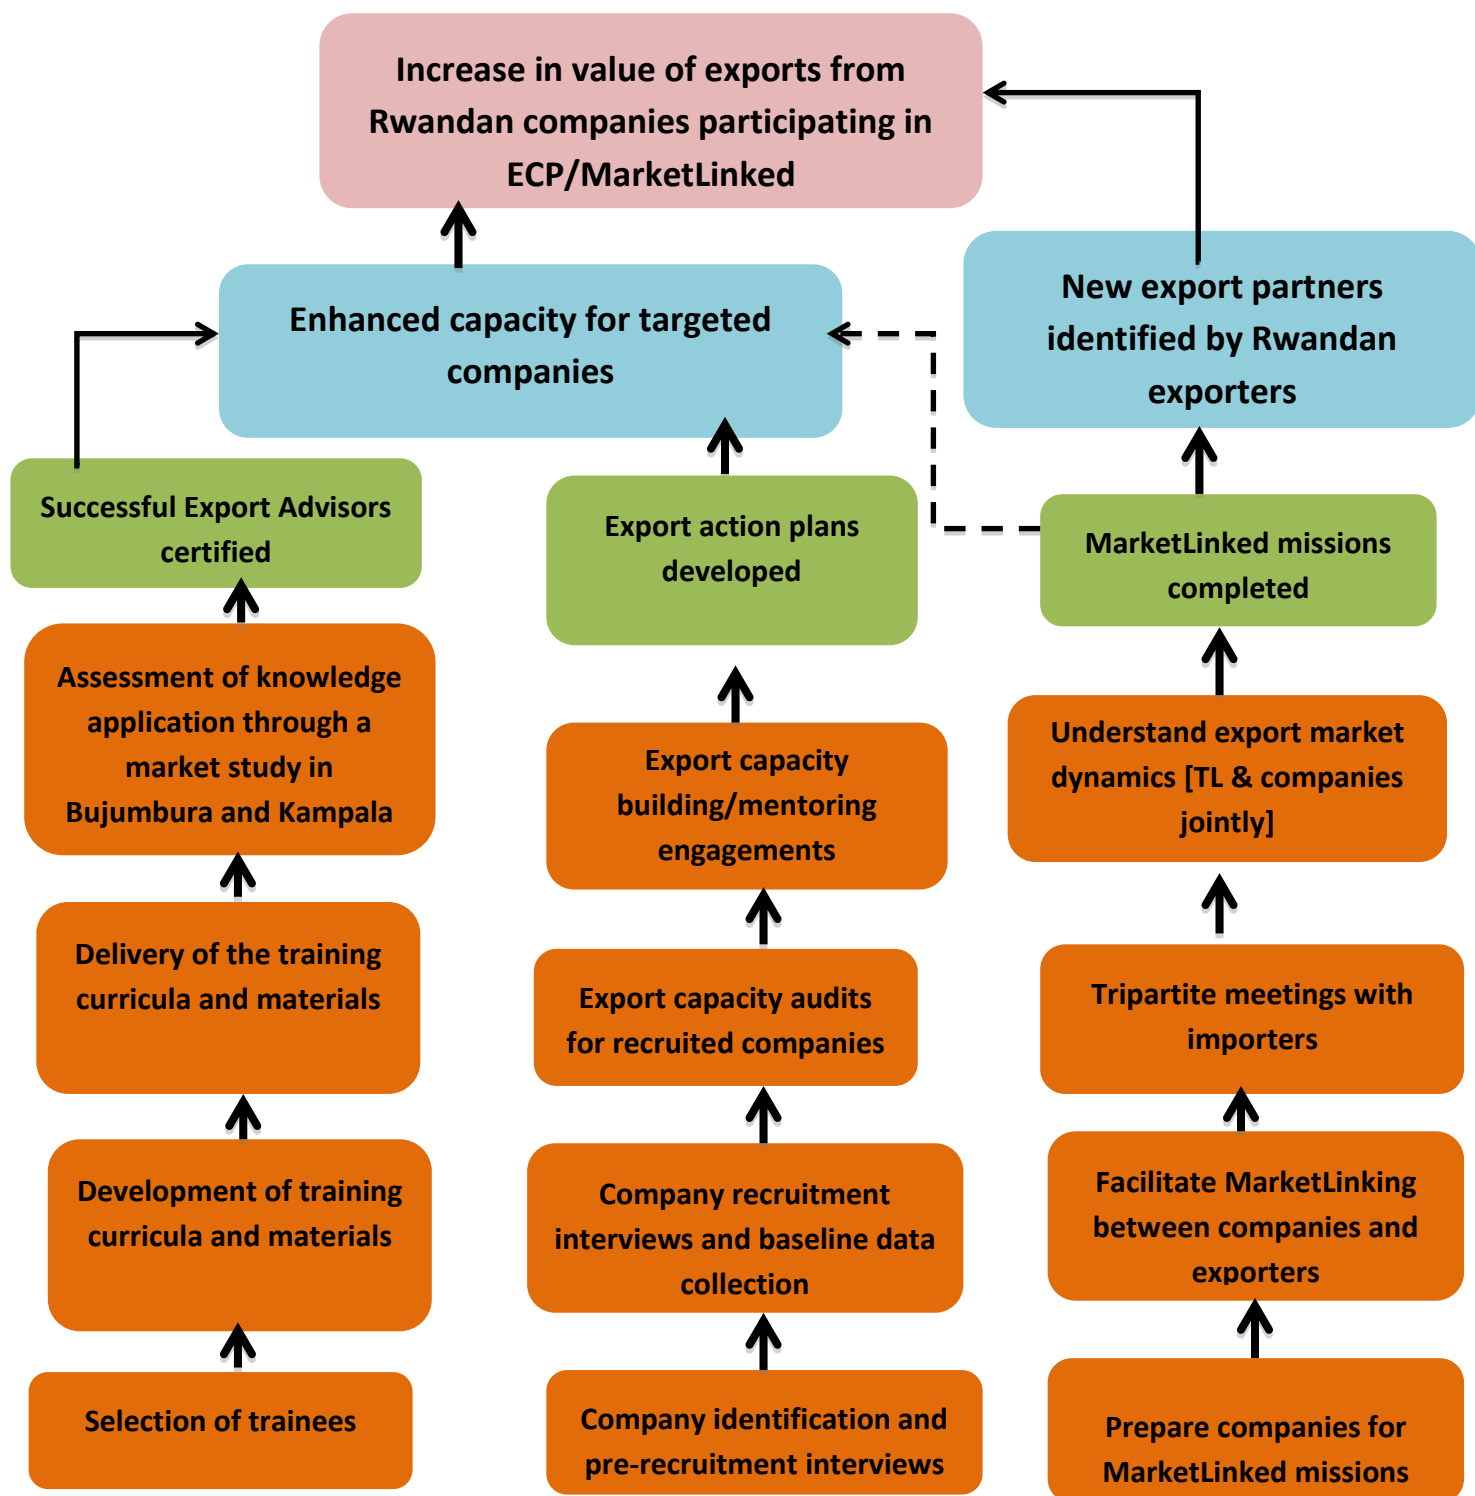 Increase in value of exports from
Rwandan companies participating in
ECP/MarketLinked
Enhanced capacity for targeted
companies
New export partners
identified by Rwandan
exporters
Successful Export Advisors
certified
Export action plans
developed
MarketLinked missions
completed
Assessment of knowledge
application through a
market study in
Bujumbura and Kampala
Export capacity
building/mentoring
engagements
Understand export market
dynamics [TL & companies
jointly]
Delivery of the training
curricula and materials
Export capacity audits
for recruited companies
Tripartite meetings with
importers
Development of training
curricula and materials
Company recruitment
interviews and baseline data
collection
Facilitate MarketLinking
between companies and
exporters
Selection of trainees
Company identification and
pre-recruitment interviews
Prepare companies for
MarketLinked missions